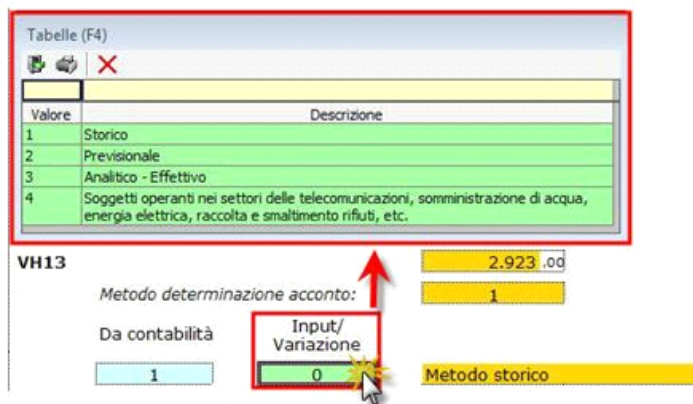 Tabelle (F4)
Valore Descrizione
1 Storico
2 Previsionale
3 Analitico - Effettivo
4 Soggetti operanti nei settori delle telecomunicazioni, somministrazione di acqua,
energia elettrica, raccolta e smaltimento rifiuti, etc.
VH13 2.923 ,00
Metodo determinazione acconto: 1
Da contabilità Input/
Variazione
1 0 Metodo storico